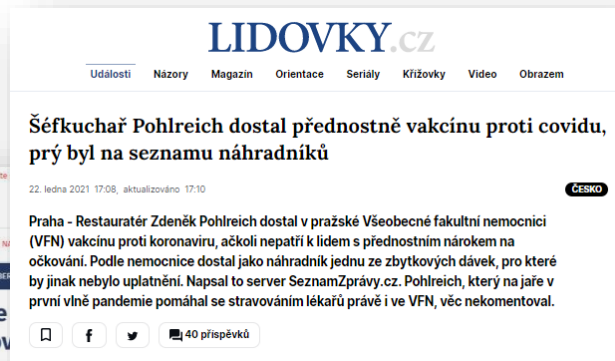 LIDOVKY.cz
Události Názory Magazín Orientace Seriály Křížovky Video Obrazem
Šéfkuchař Pohlreich dostal přednostně vakcínu proti covidu,
prý byl na seznamu náhradníků
22. ledna 2021 17:08, aktualizováno 17:10
ČESKO
Praha - Restauratér Zdeněk Pohlreich dostal v pražské Všeobecné fakultní nemocnici
(VFN) vakcínu proti koronaviru, ačkoli nepatří k lidem s přednostním nárokem na
očkování. Podle nemocnice dostal jako náhradník jednu ze zbytkových dávek, pro které
by jinak nebylo uplatnění. Napsal to server SeznamZprávy.cz. Pohlreich, který na jaře v
první vlně pandemie pomáhal se stravováním lékařů právě i ve VFN, věc nekomentoval.
40 příspěvků